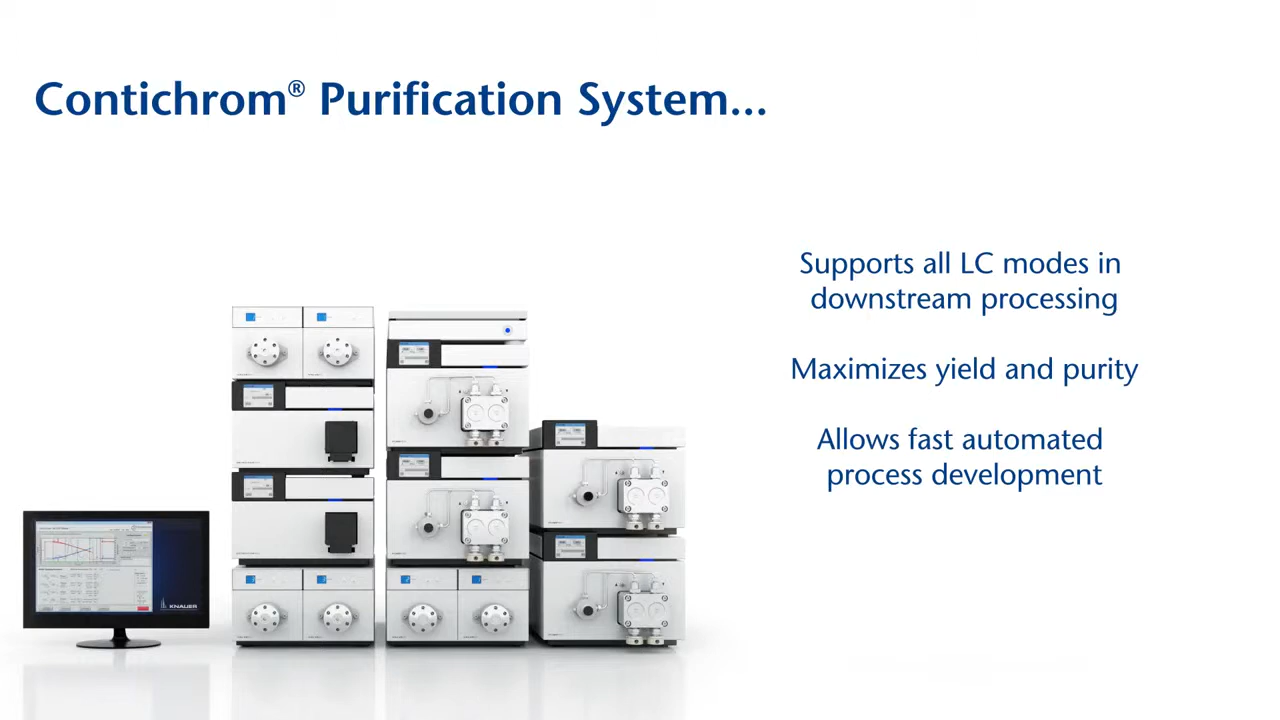 Contichrom® Purification System...
Supports all LC modes in
downstream processing
Maximizes yield and purity
Allows fast automated
process development
KNAUER